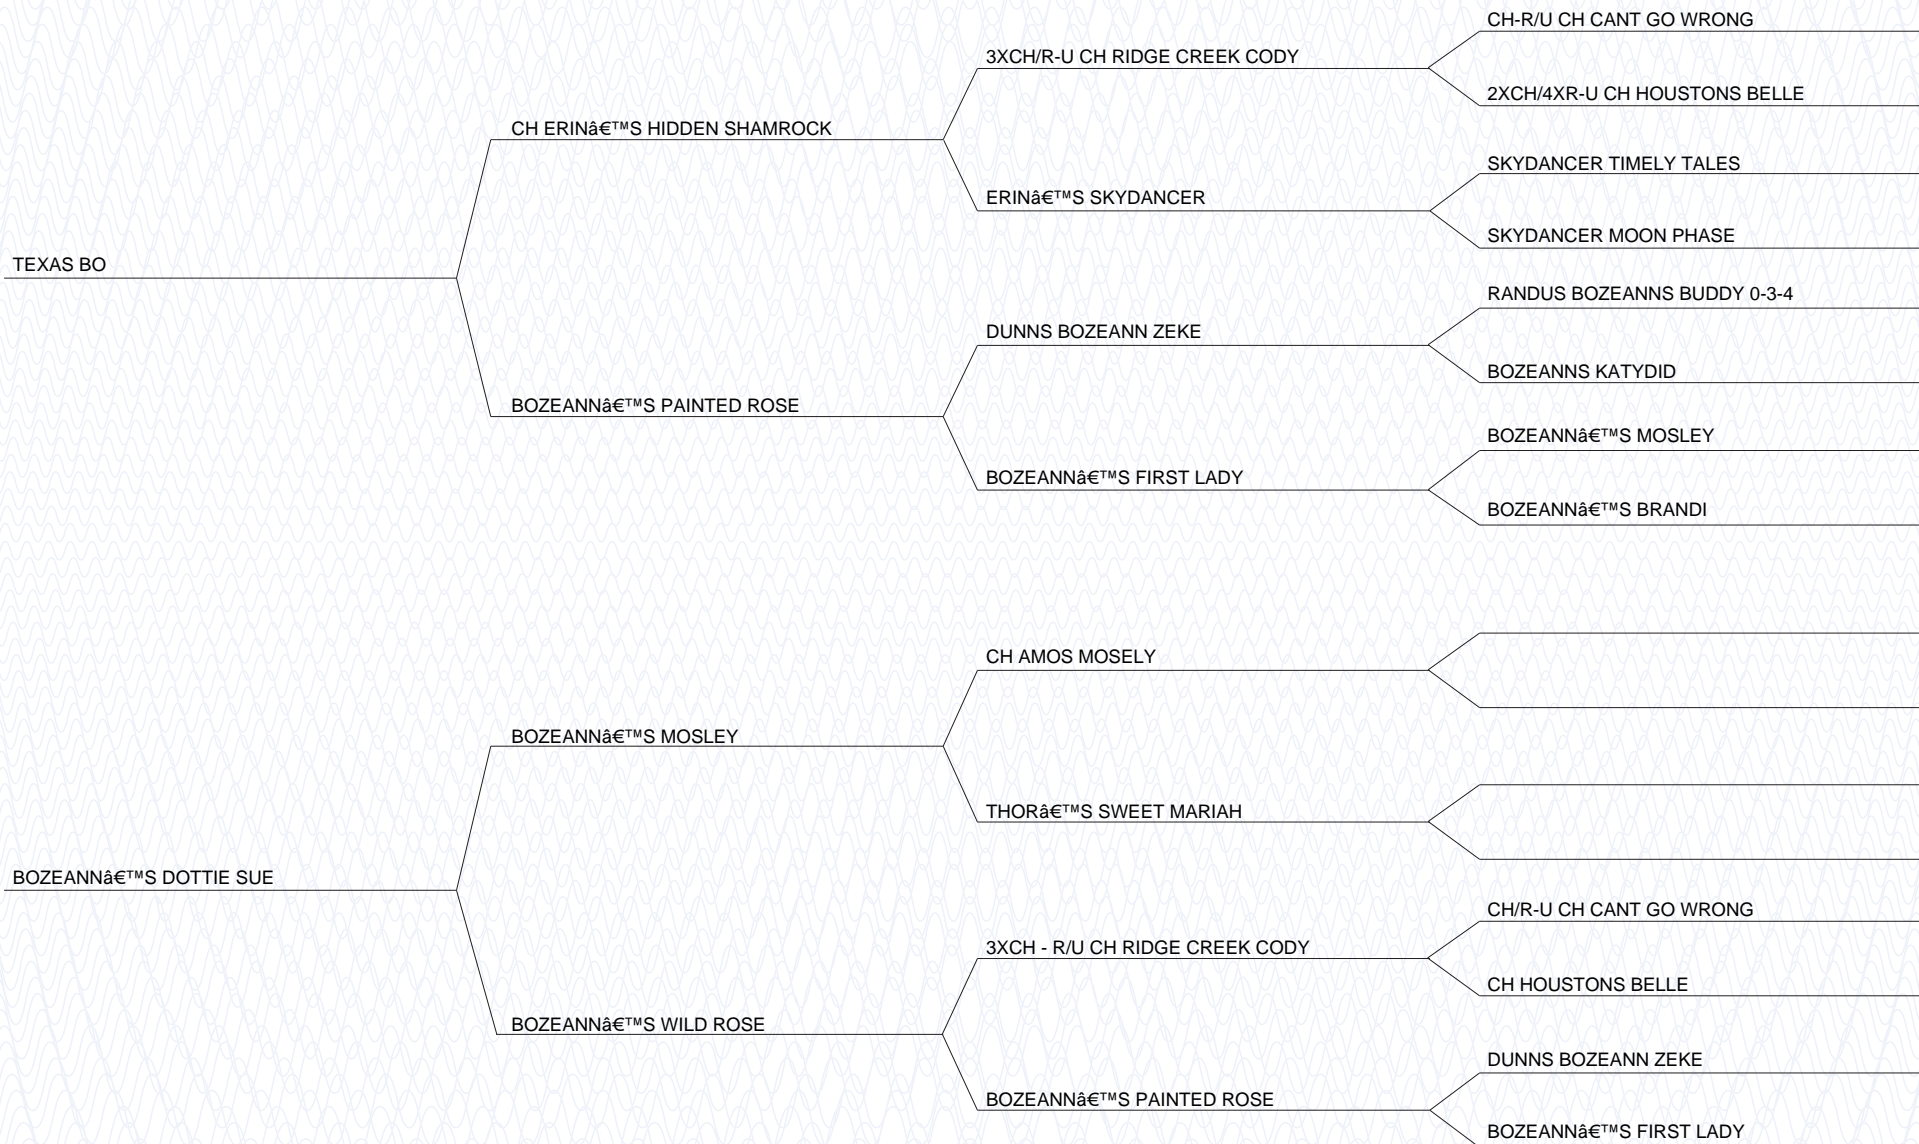 CH-R/U CH CANT GO WRONG
3XCH/R-U CH RIDGE CREEK CODY
2XCH/4XR-U CH HOUSTONS BELLE
CH ERINâ€™S HIDDEN SHAMROCK
SKYDANCER TIMELY TALES
ERINâ€™S SKYDANCER
SKYDANCER MOON PHASE
TEXAS BO
RANDUS BOZEANNS BUDDY 0-3-4
DUNNS BOZEANN ZEKE
BOZEANNS KATYDID
BOZEANNâ€™S PAINTED ROSE
BOZEANNâ€™S MOSLEY
BOZEANNâ€™S FIRST LADY
BOZEANNâ€™S BRANDI
CH AMOS MOSELY
BOZEANNâ€™S MOSLEY
THORâ€™S SWEET MARIAH
BOZEANNâ€™S DOTTIE SUE
CH/R-U CH CANT GO WRONG
3XCH - R/U CH RIDGE CREEK CODY
CH HOUSTONS BELLE
BOZEANNâ€™S WILD ROSE
DUNNS BOZEANN ZEKE
BOZEANNâ€™S PAINTED ROSE
BOZEANNâ€™S FIRST LADY